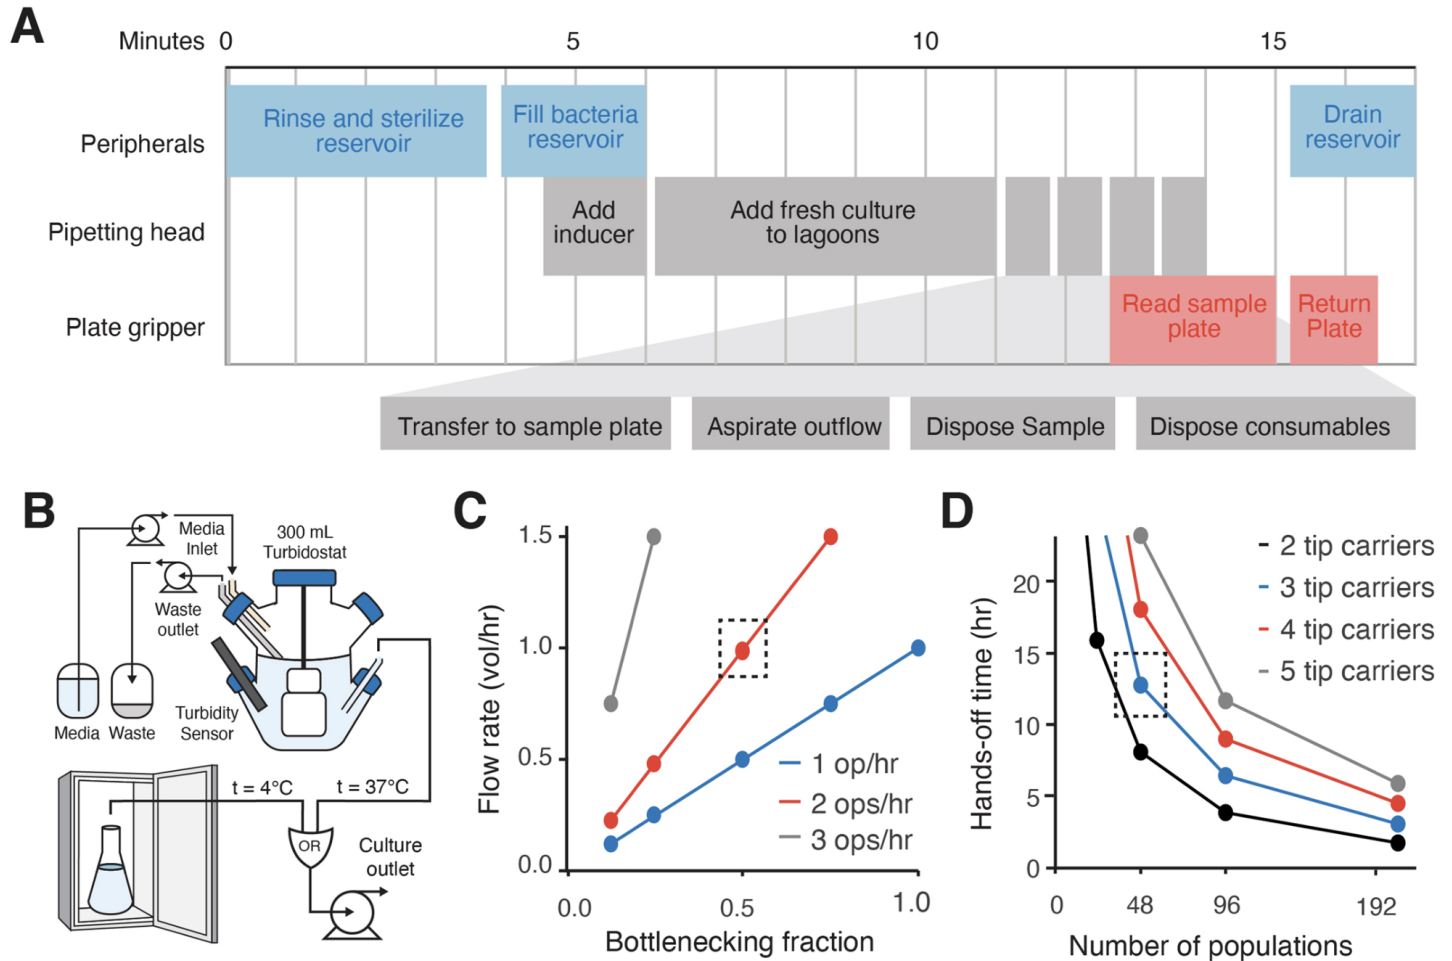 A
Minutes 0 5 10 15
Peripherals
Rinse and sterilize
reservoir
Fill bacteria
reservoir
Drain
reservoir
Pipetting head
Add
inducer
Add fresh culture
to lagoons
Plate gripper
Read sample
plate
Return
Plate
Transfer to sample plate
Aspirate outflow
Dispose Sample
Dispose consumables
B
Media
Inlet
300 mL
Turbidostat
Waste
outlet
Turbidity
Sensor
Media
Waste
t = 4°C
t = 37°C
OR
Culture
outlet
C
Flow rate (vol/hr)
1.5
1.0
0.5
0.0
1 op/hr
2 ops/hr
3 ops/hr
0.0 0.5 1.0
Bottlenecking fraction
D
Hands-off time (hr)
20
15
10
5
0
2 tip carriers
3 tip carriers
4 tip carriers
5 tip carriers
0 48 96 192
Number of populations